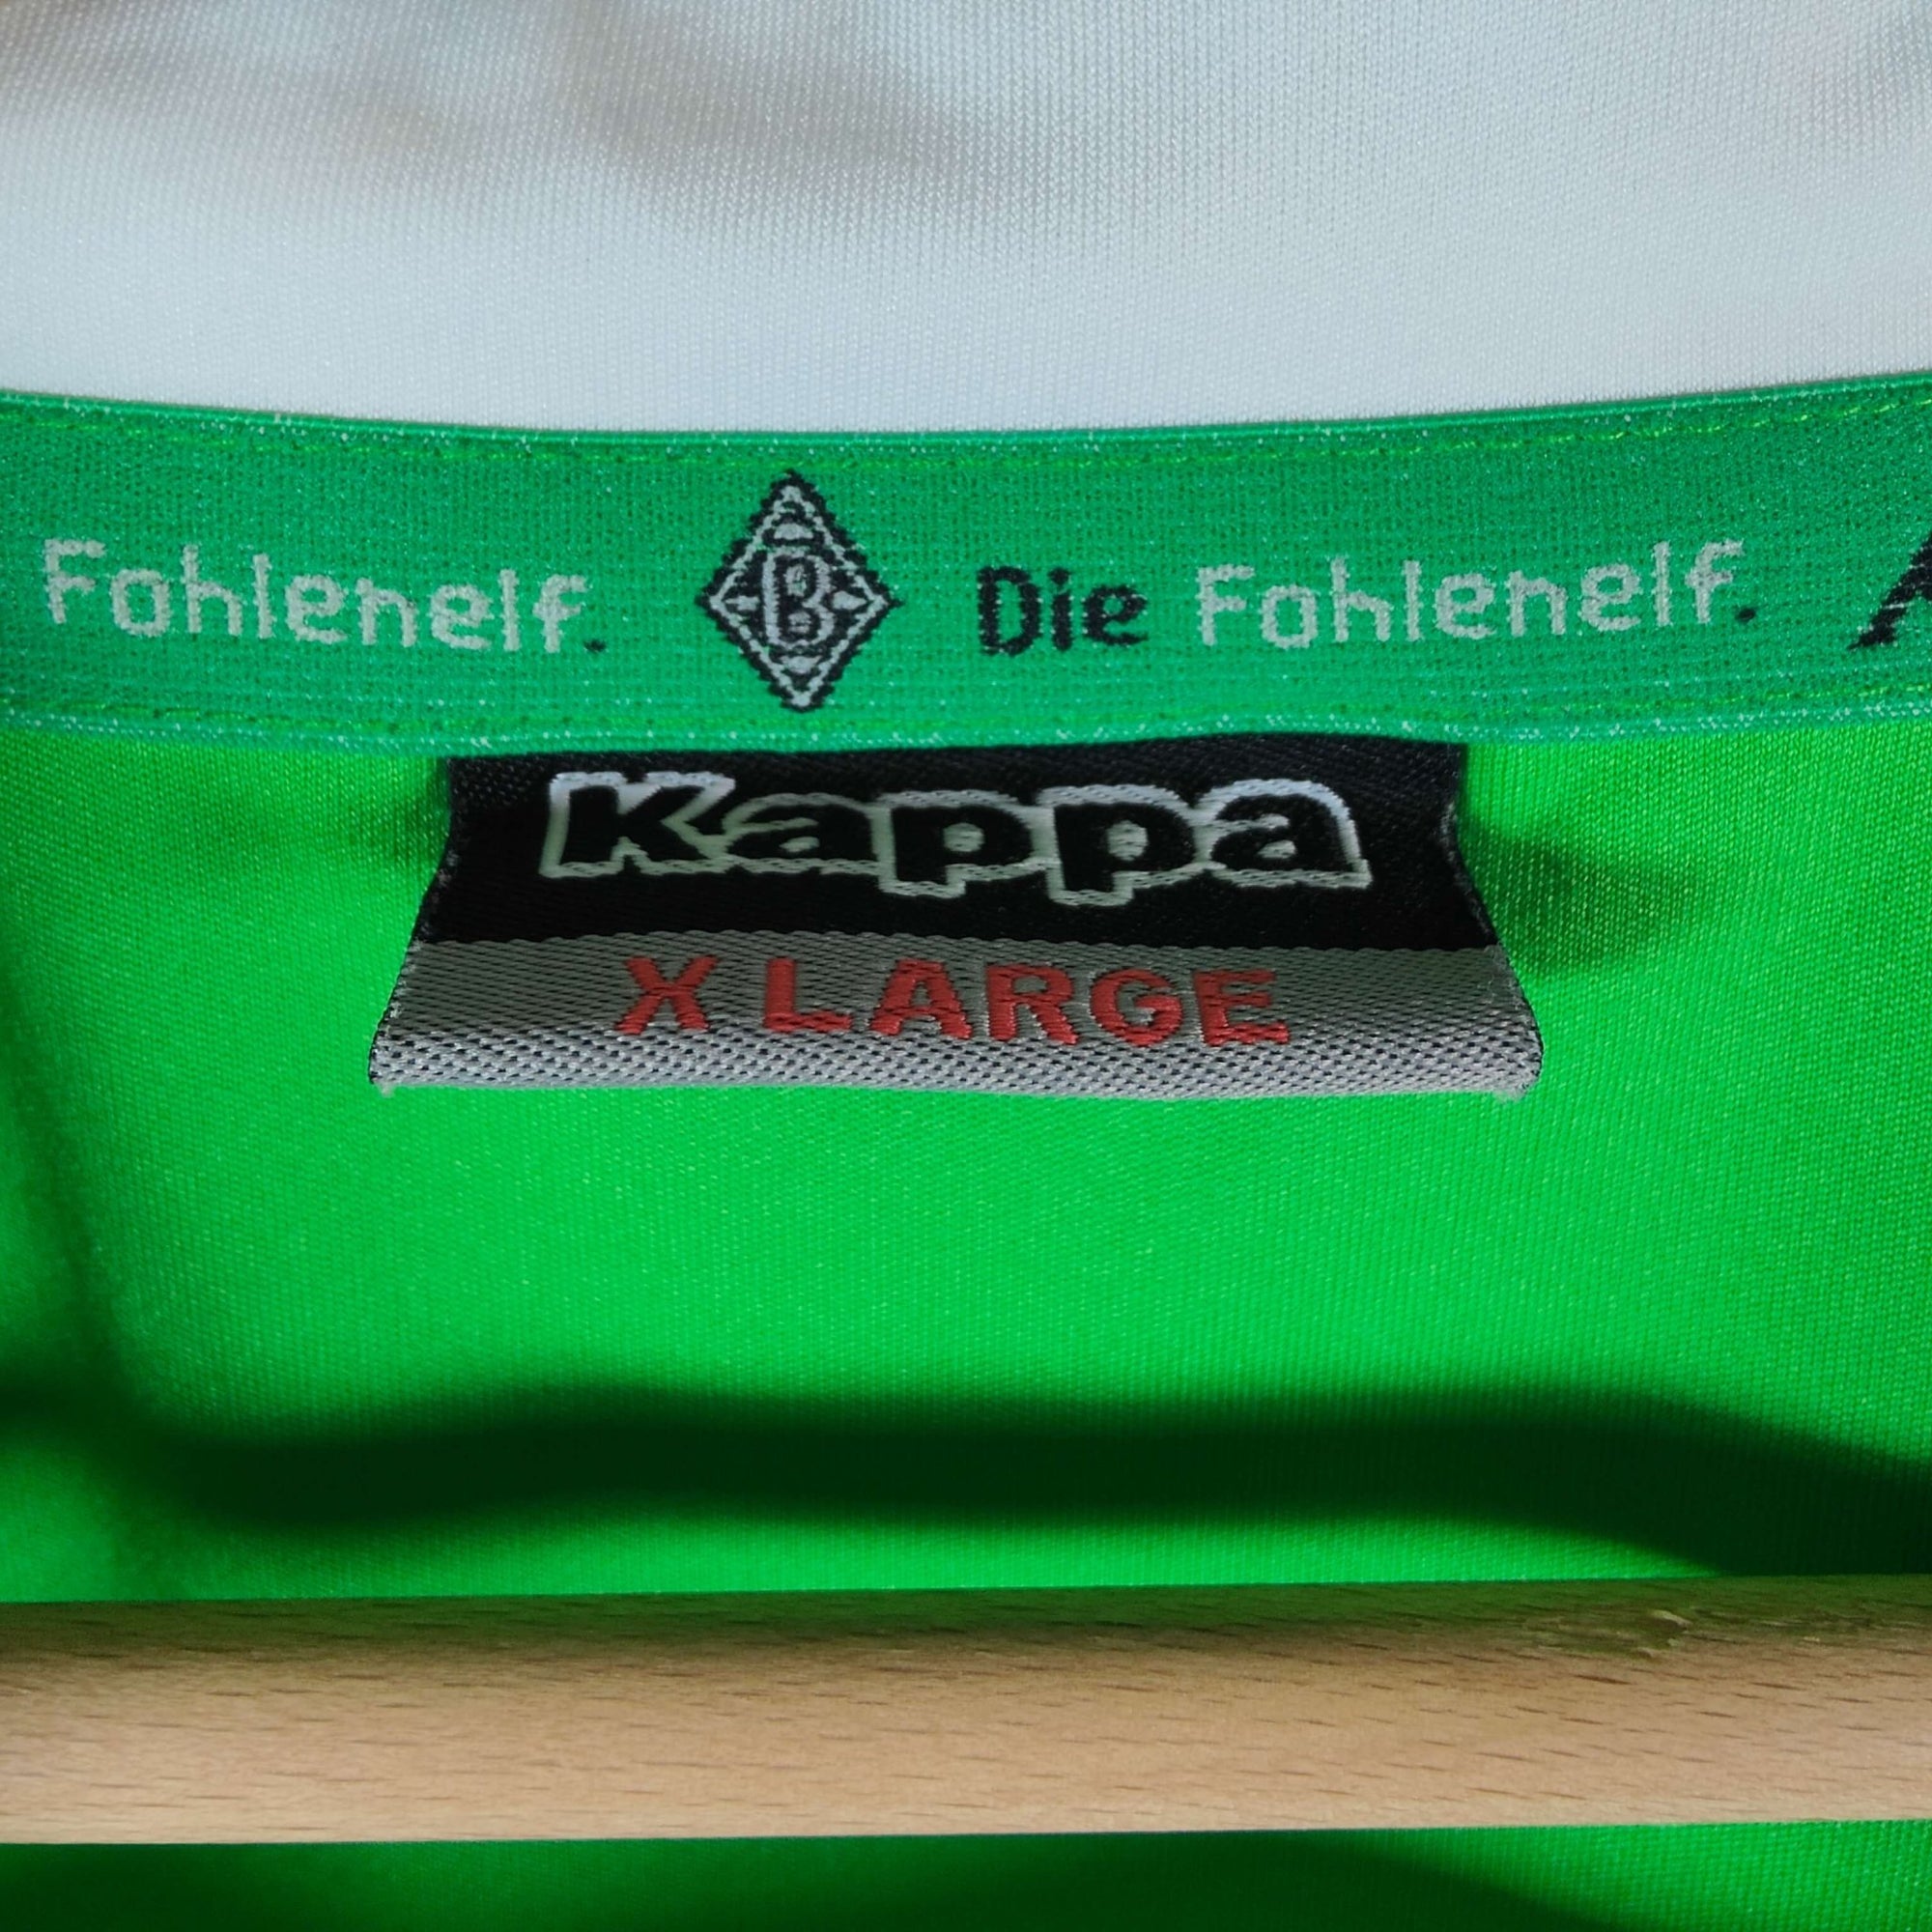 Fohlenelf. B Die Fohlenelf.
Kappa
X LARGE